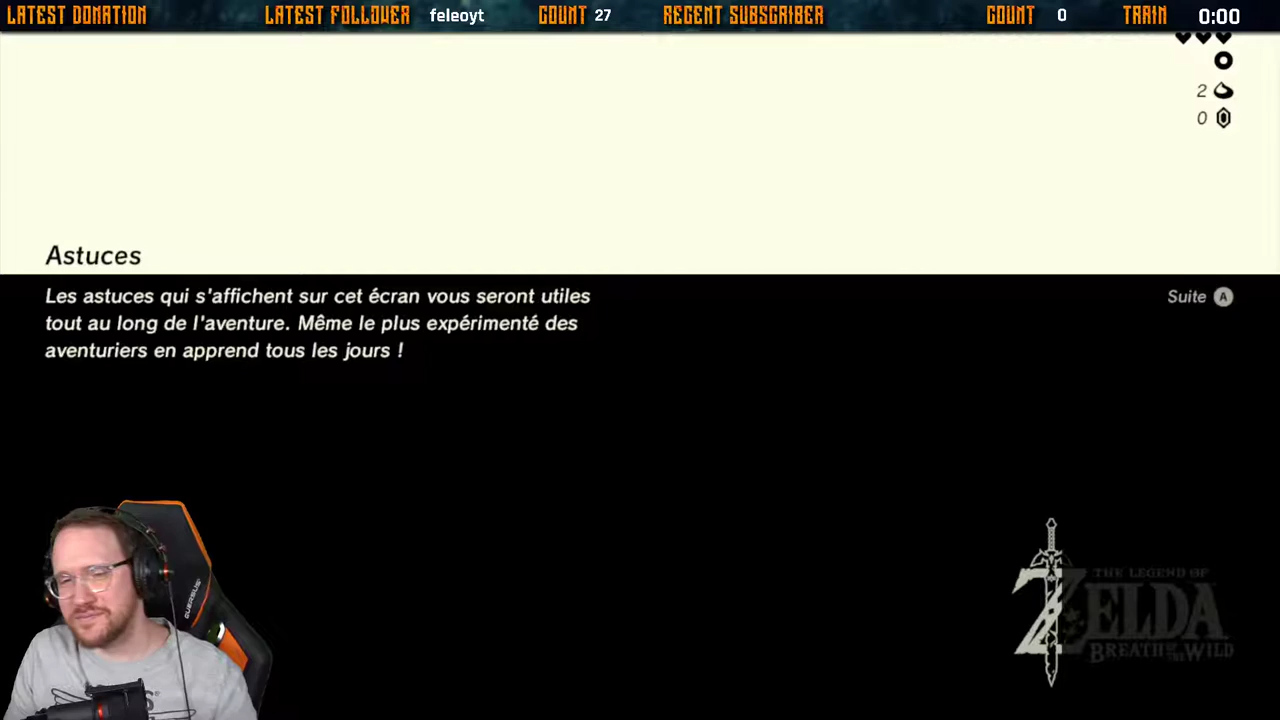 LATEST DONATION LATEST FOLLOWER feleoyt COUNT 27 RECENT SUBSCRIBER COUNT 0 TRAIN 0:00
2
0
Astuces
Les astuces qui s'affichent sur cet écran vous seront utiles
tout au long de l'aventure. Même le plus expérimenté des
aventuriers en apprend tous les jours !
Suite A
THE LEGEND OF
ZELDA
BREATH OF THE WILD